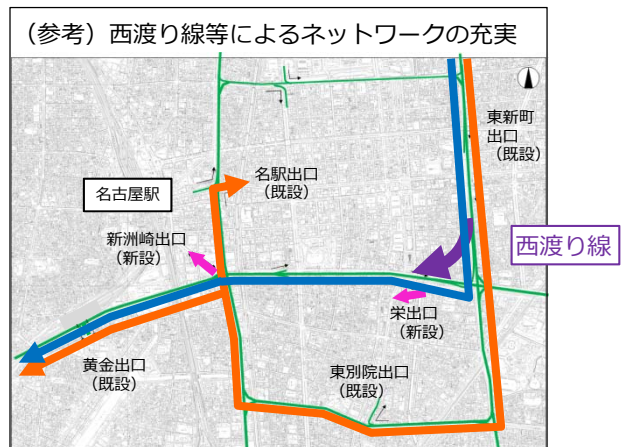 （参考）西渡り線等によるネットワークの充実
東新町
出口
（既設）
名駅出口
（既設）
名古屋駅
新洲崎出口
（新設）
西渡り線
栄出口
（新設）
黄金出口
（既設）
東別院出口
（既設）